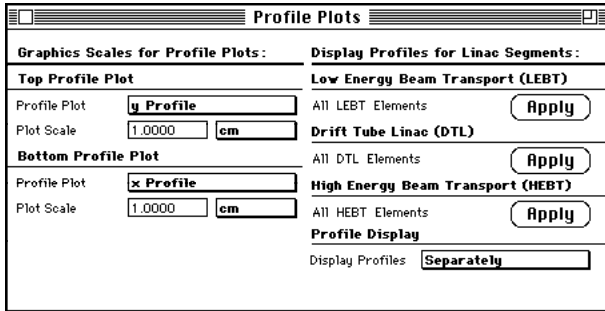 Profile Plots
Graphics Scales for Profile Plots:
Top Profile Plot
Profile Plot y Profile
Plot Scale 1.0000 cm
Bottom Profile Plot
Profile Plot x Profile
Plot Scale 1.0000 cm
Display Profiles for Linac Segments:
Low Energy Beam Transport (LEBT)
All LEBT Elements Apply
Drift Tube Linac (DTL)
All DTL Elements Apply
High Energy Beam Transport (HEBT)
All HEBT Elements Apply
Profile Display
Display Profiles Separately